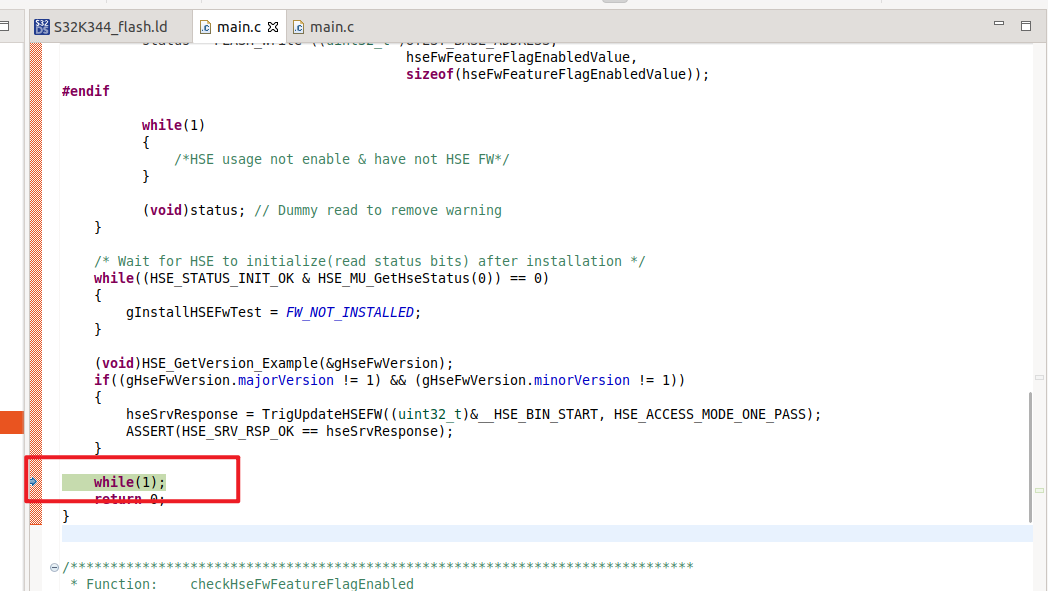 S32K344_flash.ld main.c main.c
status = FLASH_Write ((uint32_t)UTEST_BASE_ADDRESS,
hseFwFeatureFlagEnabledValue,
sizeof(hseFwFeatureFlagEnabledValue));
#endif
while(1)
{
/*HSE usage not enable & have not HSE FW*/
}
(void)status; // Dummy read to remove warning
}
/* Wait for HSE to initialize(read status bits) after installation */
while((HSE_STATUS_INIT_OK & HSE_MU_GetHseStatus(0)) == 0)
{
gInstallHSEFwTest = FW_NOT_INSTALLED;
}
(void)HSE_GetVersion_Example(&gHseFwVersion);
if((gHseFwVersion.majorVersion != 1) && (gHseFwVersion.minorVersion != 1))
{
hseSrvResponse = TrigUpdateHSEFW((uint32_t)&__HSE_BIN_START, HSE_ACCESS_MODE_ONE_PASS);
ASSERT(HSE_SRV_RSP_OK == hseSrvResponse);
}
while(1);
return 0;
}
/******************************************************************************
* Function: checkHseFwFeatureFlagEnabled